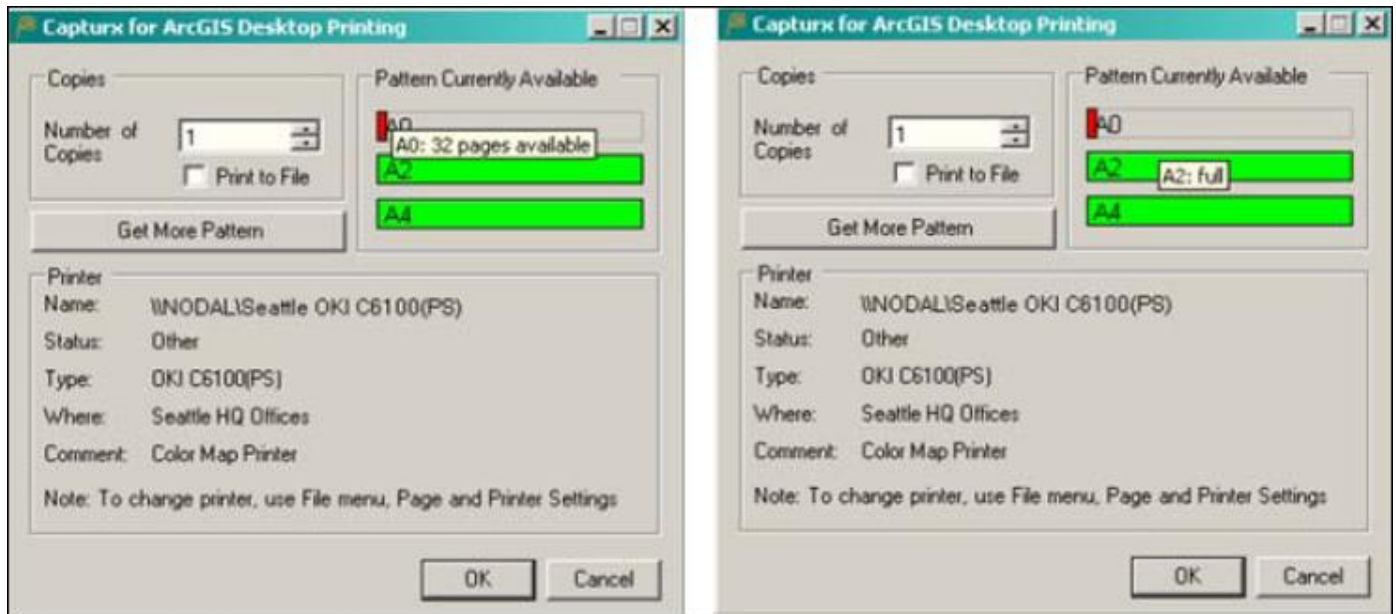 Capturx for ArcGIS Desktop Printing
Copies
Number of
Copies
1
Print to File
Get More Pattern
Pattern Currently Available
A0
A0: 32 pages available
A2
A4
Printer
Name: \\NODAL\Seattle OKI C6100(PS)
Status: Other
Type: OKI C6100(PS)
Where: Seattle HQ Offices
Comment: Color Map Printer
Note: To change printer, use File menu, Page and Printer Settings
OK Cancel
Capturx for ArcGIS Desktop Printing
Copies
Number of
Copies
1
Print to File
Get More Pattern
Pattern Currently Available
A0
A2
A2: full
A4
Printer
Name: \\NODAL\Seattle OKI C6100(PS)
Status: Other
Type: OKI C6100(PS)
Where: Seattle HQ Offices
Comment: Color Map Printer
Note: To change printer, use File menu, Page and Printer Settings
OK Cancel